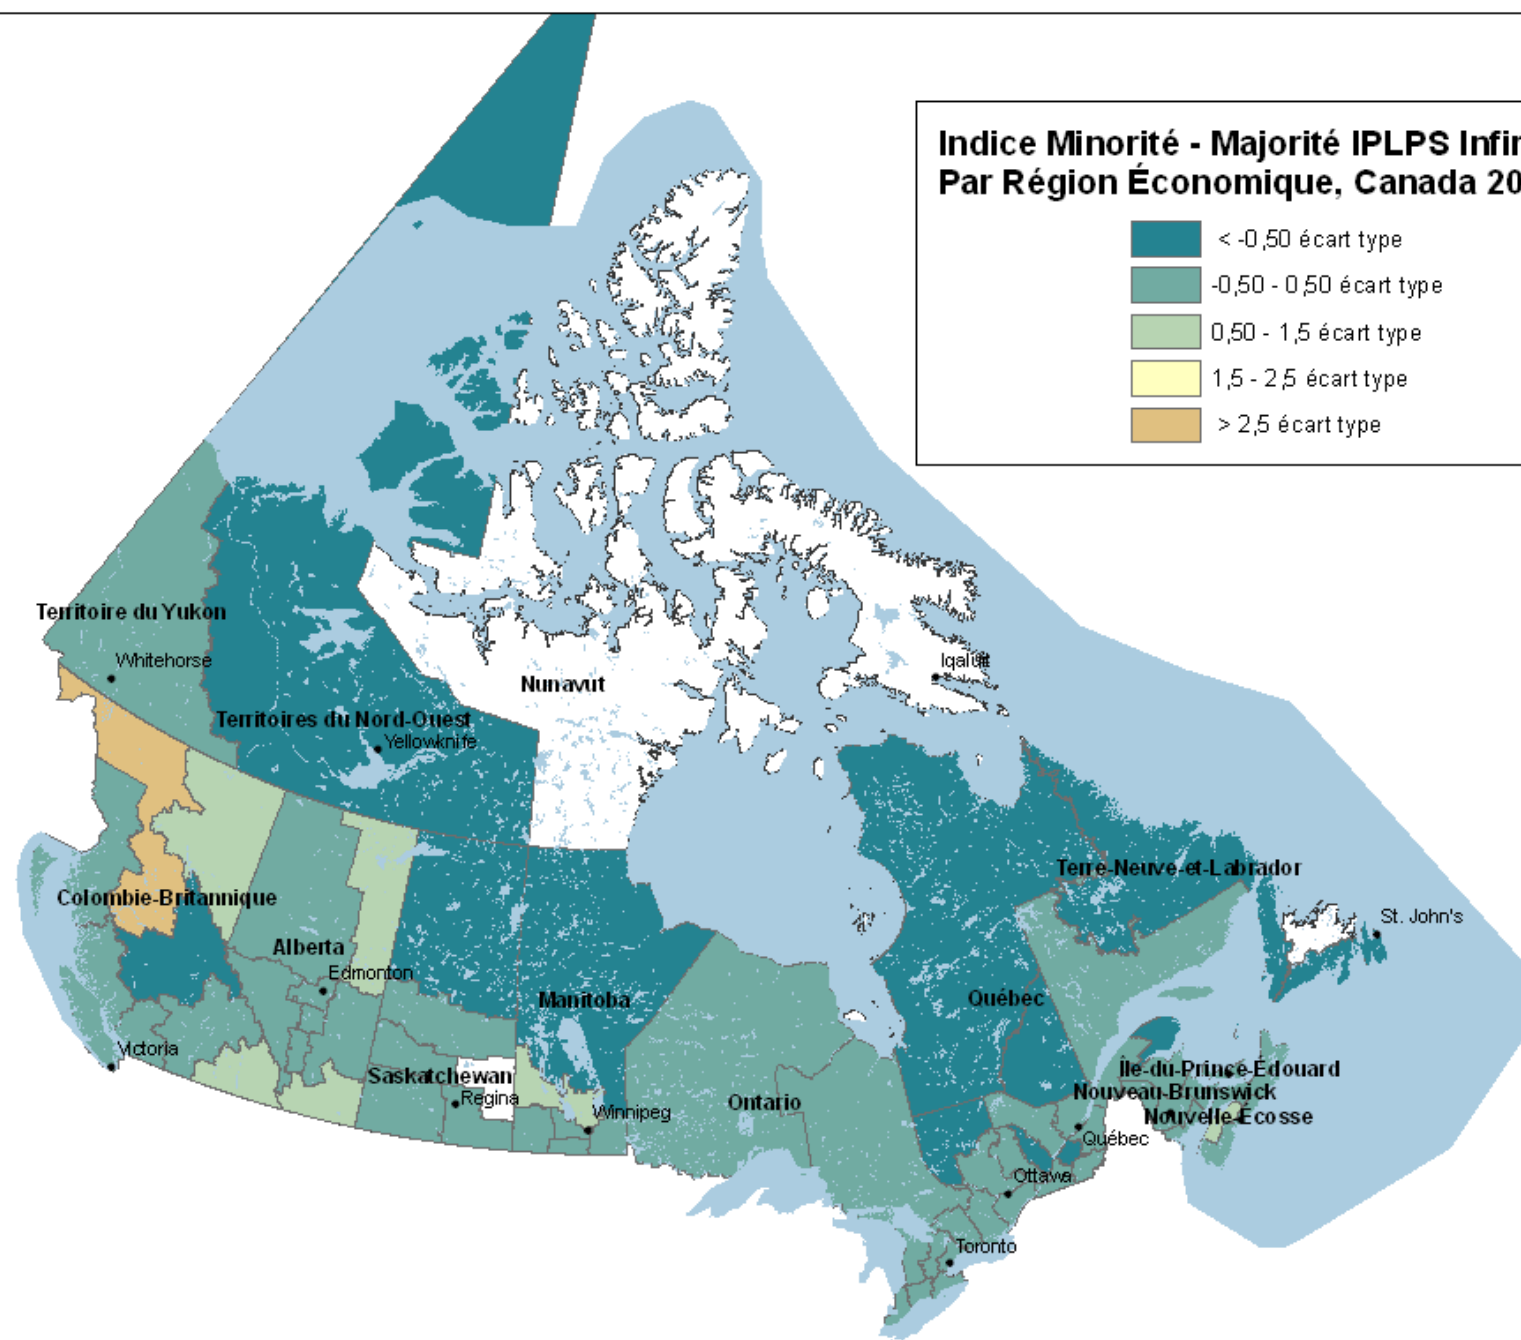 Indice Minorité - Majorité IPLPS
Par Région Économique, Canada
< -0,50 écart type
-0,50 - 0,50 écart type
0,50 - 1,5 écart type
1,5 - 2,5 écart type
> 2,5 écart type
Territoire du Yukon
Whitehorse
Iqaluit
Nunavut
Territoires du Nord-Ouest
Yellowknife
Terre-Neuve-et-Labrador
Colombie-Britannique
St. John's
Alberta
Edmonton
Manitoba
Québec
Victoria
Saskatchewan
Île-du-Prince-Édouard
Regina
Ontario
Nouveau-Brunswick
Winnipeg
Nouvelle-Écosse
Québec
Ottawa
Toronto